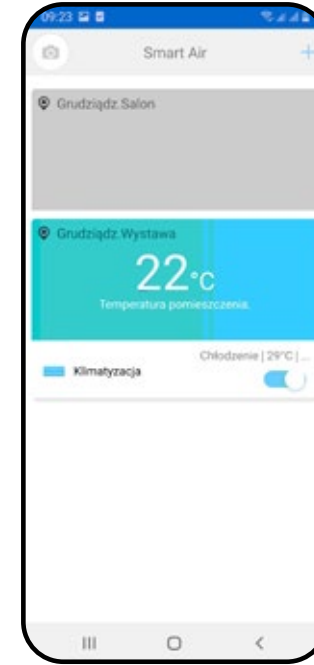 09:23
Smart Air
+
Grudziądz.Salon
Grudziądz.Wystawa
22°C
Temperatura pomieszczenia.
Chłodzenie | 29°C | ...
Klimatyzacja